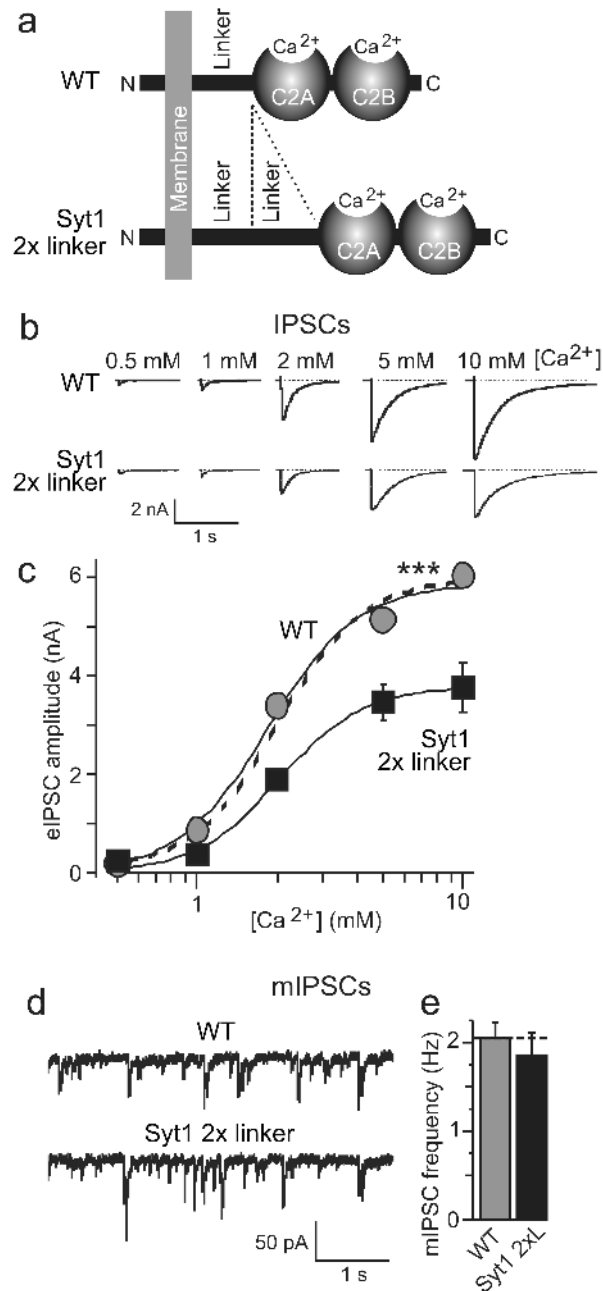 a
Linker
Ca2+ Ca2+
WT N C2A C2B C
Membrane
Linker
Linker
Ca2+ Ca2+
Syt1
2x linker
N C2A C2B C
b IPSCs
0.5 mM 1 mM 2 mM 5 mM 10 mM [Ca2+]
WT
Syt1
2x linker
2 nA
1 s
c
6
4
2
0
eIPSC amplitude (nA)
***
WT
Syt1
2x linker
1 10
[Ca2+] (mM)
d mIPSCs
WT
Syt1 2x linker
50 pA
1 s
e
2
1
0
mIPSC frequency (Hz)
WT
Syt1 2xL